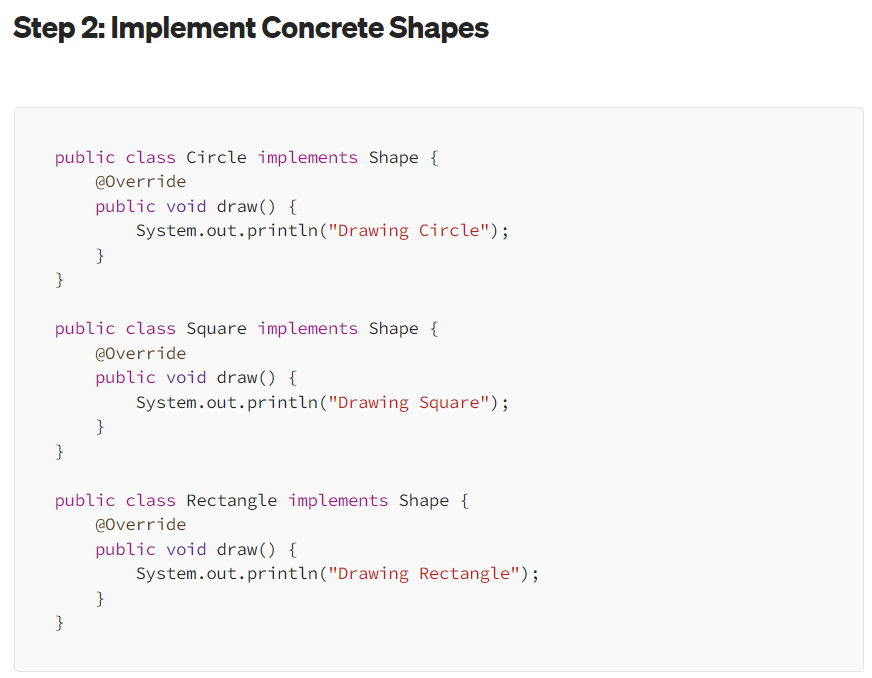 Step 2: Implement Concrete Shapes
public class Circle implements Shape {
    @Override
    public void draw() {
        System.out.println("Drawing Circle");
    }
}
public class Square implements Shape {
    @Override
    public void draw() {
        System.out.println("Drawing Square");
    }
}
public class Rectangle implements Shape {
    @Override
    public void draw() {
        System.out.println("Drawing Rectangle");
    }
}